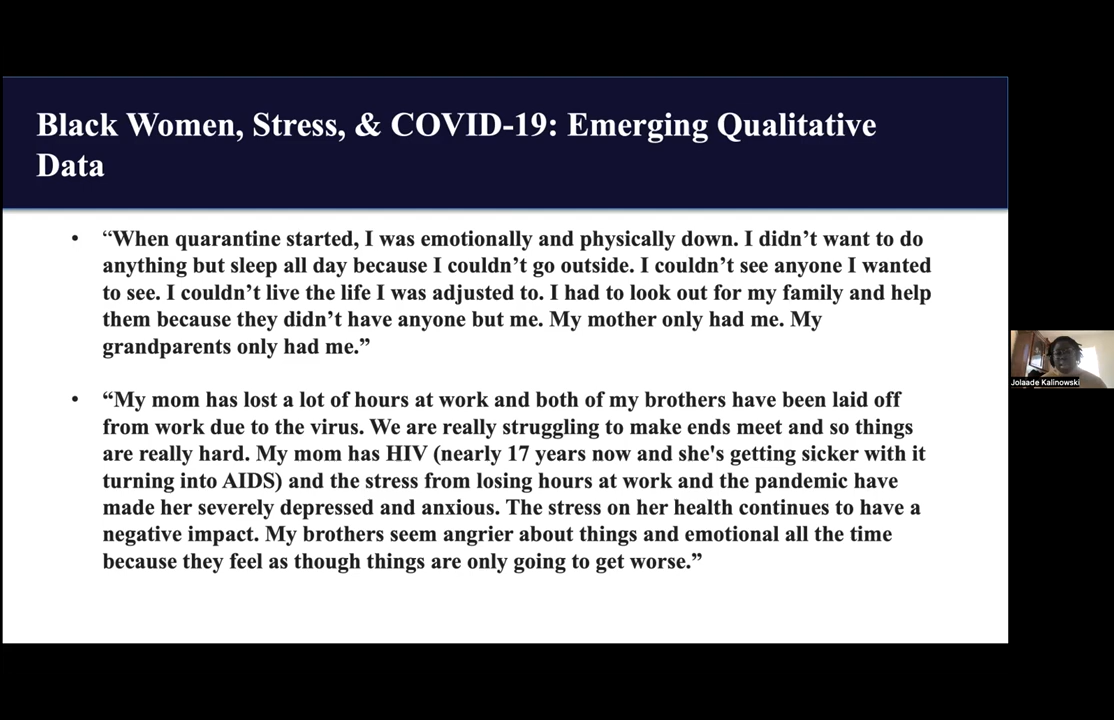 Black Women, Stress, & COVID-19: Emerging Qualitative
Data
• “When quarantine started, I was emotionally and physically down. I didn’t want to do
anything but sleep all day because I couldn’t go outside. I couldn’t see anyone I wanted
to see. I couldn’t live the life I was adjusted to. I had to look out for my family and help
them because they didn’t have anyone but me. My mother only had me. My
grandparents only had me.”
• “My mom has lost a lot of hours at work and both of my brothers have been laid off
from work due to the virus. We are really struggling to make ends meet and so things
are really hard. My mom has HIV (nearly 17 years now and she's getting sicker with it
turning into AIDS) and the stress from losing hours at work and the pandemic have
made her severely depressed and anxious. The stress on her health continues to have a
negative impact. My brothers seem angrier about things and emotional all the time
because they feel as though things are only going to get worse.”
Jolaade Kalinowski